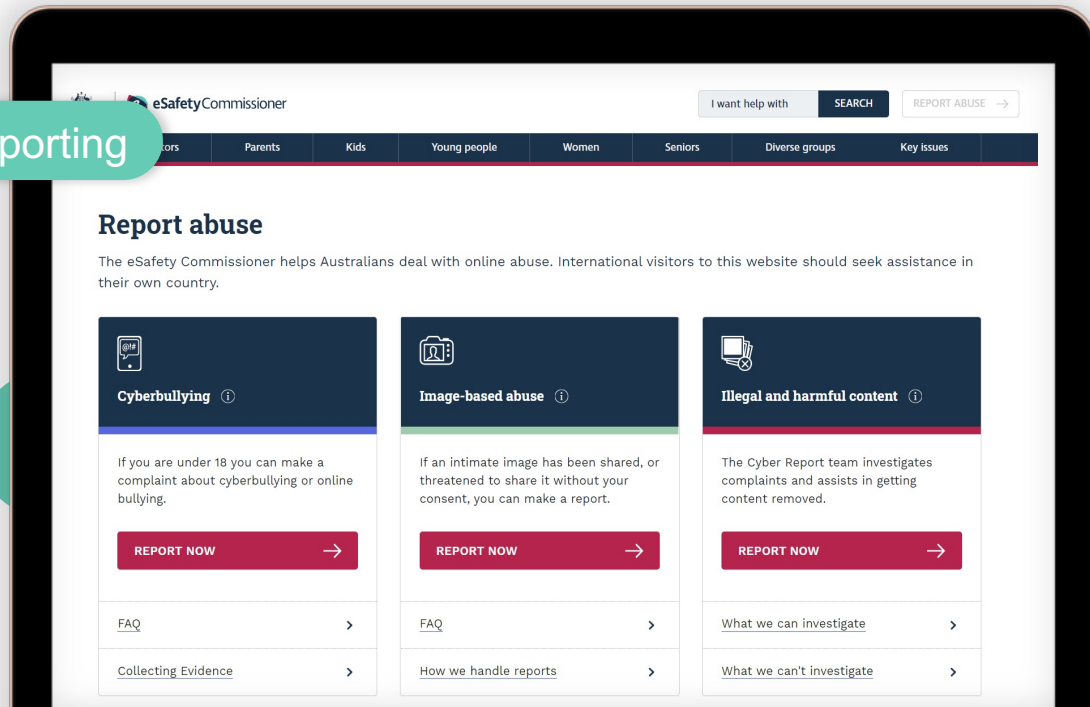 eSafetyCommissioner
I want help with
SEARCH
REPORT ABUSE
porting
tors
Parents
Kids
Young people
Women
Seniors
Diverse groups
Key issues
Report abuse
The eSafety Commissioner helps Australians deal with online abuse. International visitors to this website should seek assistance in
their own country.
@!#
Cyberbullying
If you are under 18 you can make a
complaint about cyberbullying or online
bullying.
REPORT NOW
FAQ
Collecting Evidence
Image-based abuse
If an intimate image has been shared, or
threatened to share it without your
consent, you can make a report.
REPORT NOW
FAQ
How we handle reports
Illegal and harmful content
The Cyber Report team investigates
complaints and assists in getting
content removed.
REPORT NOW
What we can investigate
What we can't investigate